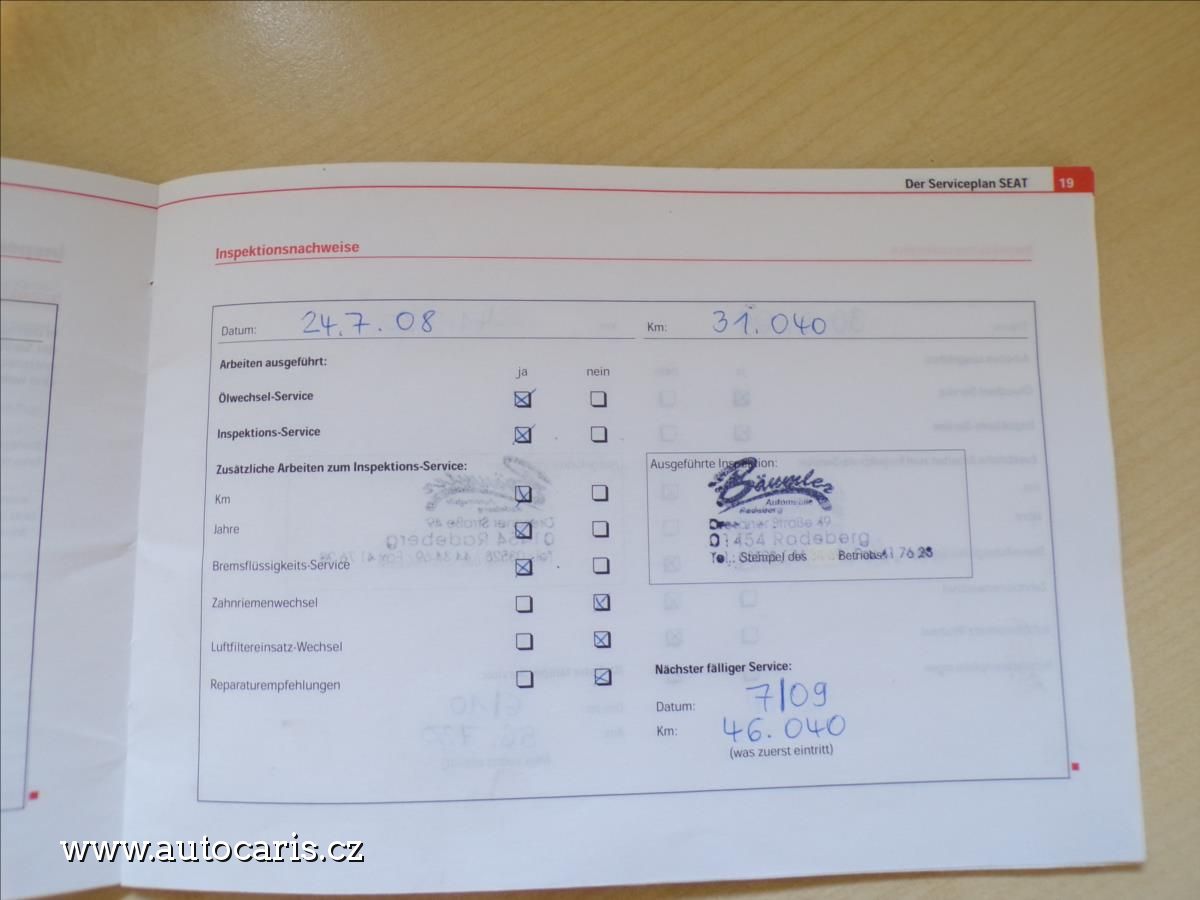 Der Serviceplan SEAT 19
Inspektionsnachweise
Datum: 24.7.08 Km: 31.040
Arbeiten ausgeführt:
ja nein
Ölwechsel-Service
Inspektions-Service
Zusätzliche Arbeiten zum Inspektions-Service:
Km
Jahre
Bremsflüssigkeits-Service
Zahnriemenwechsel
Luftfiltereinsatz-Wechsel
Reparaturempfehlungen
Ausgeführte Inspektion:
Bäumler
Automobile
Radeberg
Dresdner Straße 49
01454 Radeberg
Tel.: Stempel des Betriebs 41 76 28
Nächster fälliger Service:
Datum: 7/09
Km: 46.040
(was zuerst eintritt)
www.autocaris.cz